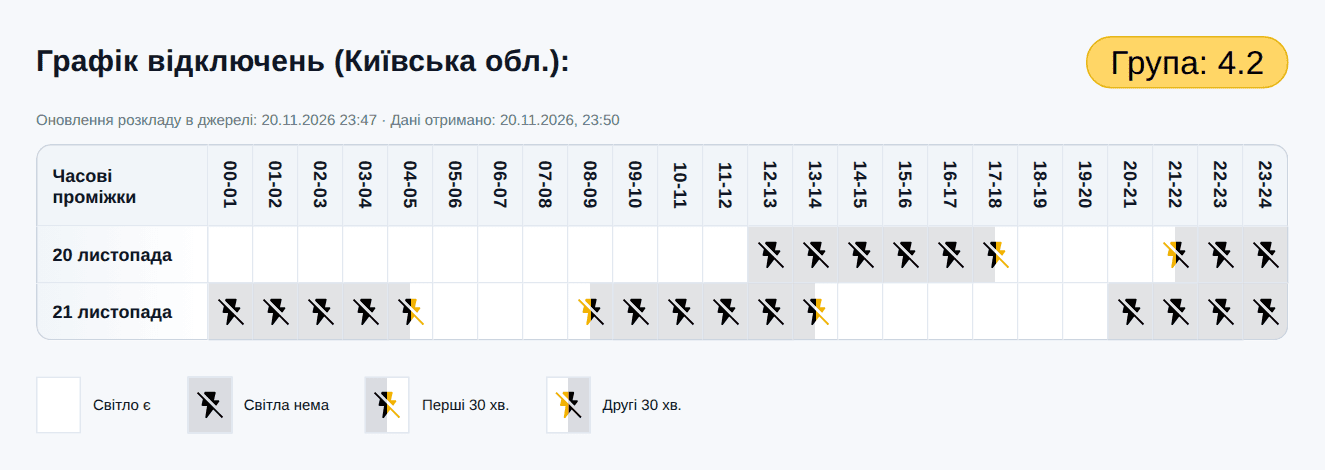 Графік відключень (Київська обл.):
Група: 4.2
Оновлення розкладу в джерелі: 20.11.2026 23:47 · Дані отримано: 20.11.2026, 23:50
Часові
проміжки
00-01
01-02
02-03
03-04
04-05
05-06
06-07
07-08
08-09
09-10
10-11
11-12
12-13
13-14
14-15
15-16
16-17
17-18
18-19
19-20
20-21
21-22
22-23
23-24
20 листопада
21 листопада
Світло є
Світла нема
Перші 30 хв.
Другі 30 хв.